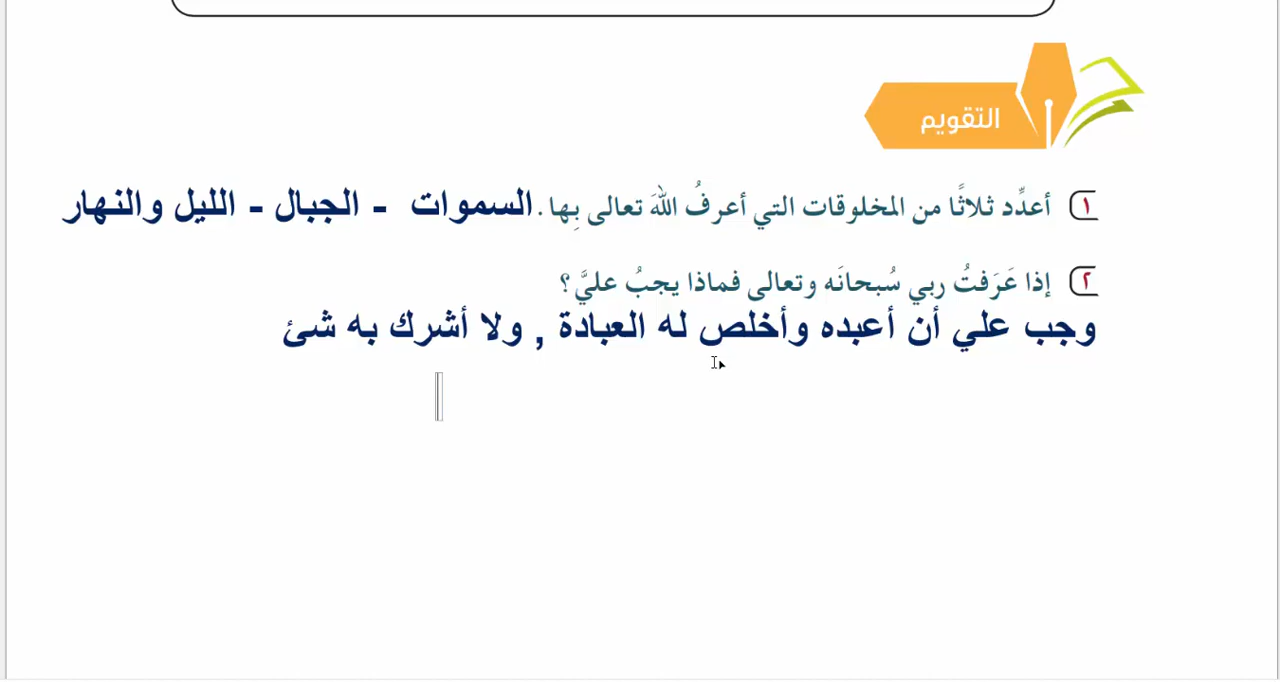 التقويم
١ أعدِّد ثلاثًا من المخلوقات التي أعرفُ اللهَ تعالى بِها. السموات - الجبال - الليل والنهار
٢ إذا عَرَفتُ ربي سُبحانَه وتعالى فماذا يجبُ عليَّ؟
وجب علي أن أعبده وأخلص له العبادة , ولا أشرك به شئ